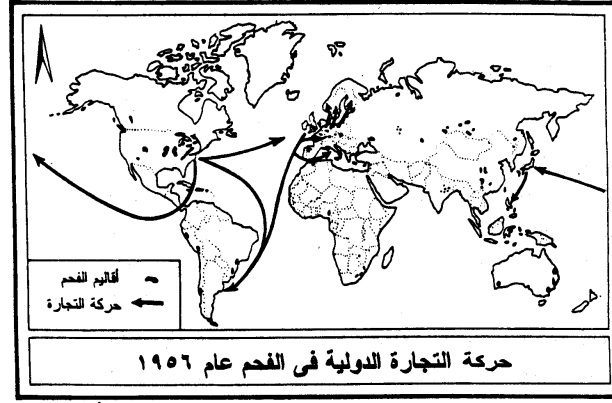 أقاليم الفحم
حركة التجارة
حركة التجارة الدولية فى الفحم عام ١٩٥٦